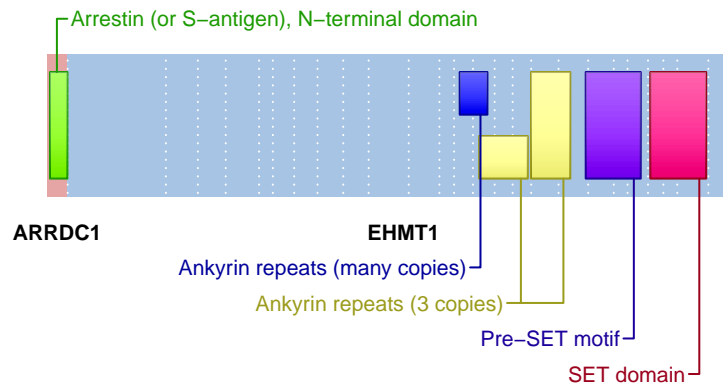 Arrestin (or S−antigen), N−terminal domain
ARRDC1
EHMT1
Ankyrin repeats (many copies)
Ankyrin repeats (3 copies)
Pre−SET motif
SET domain